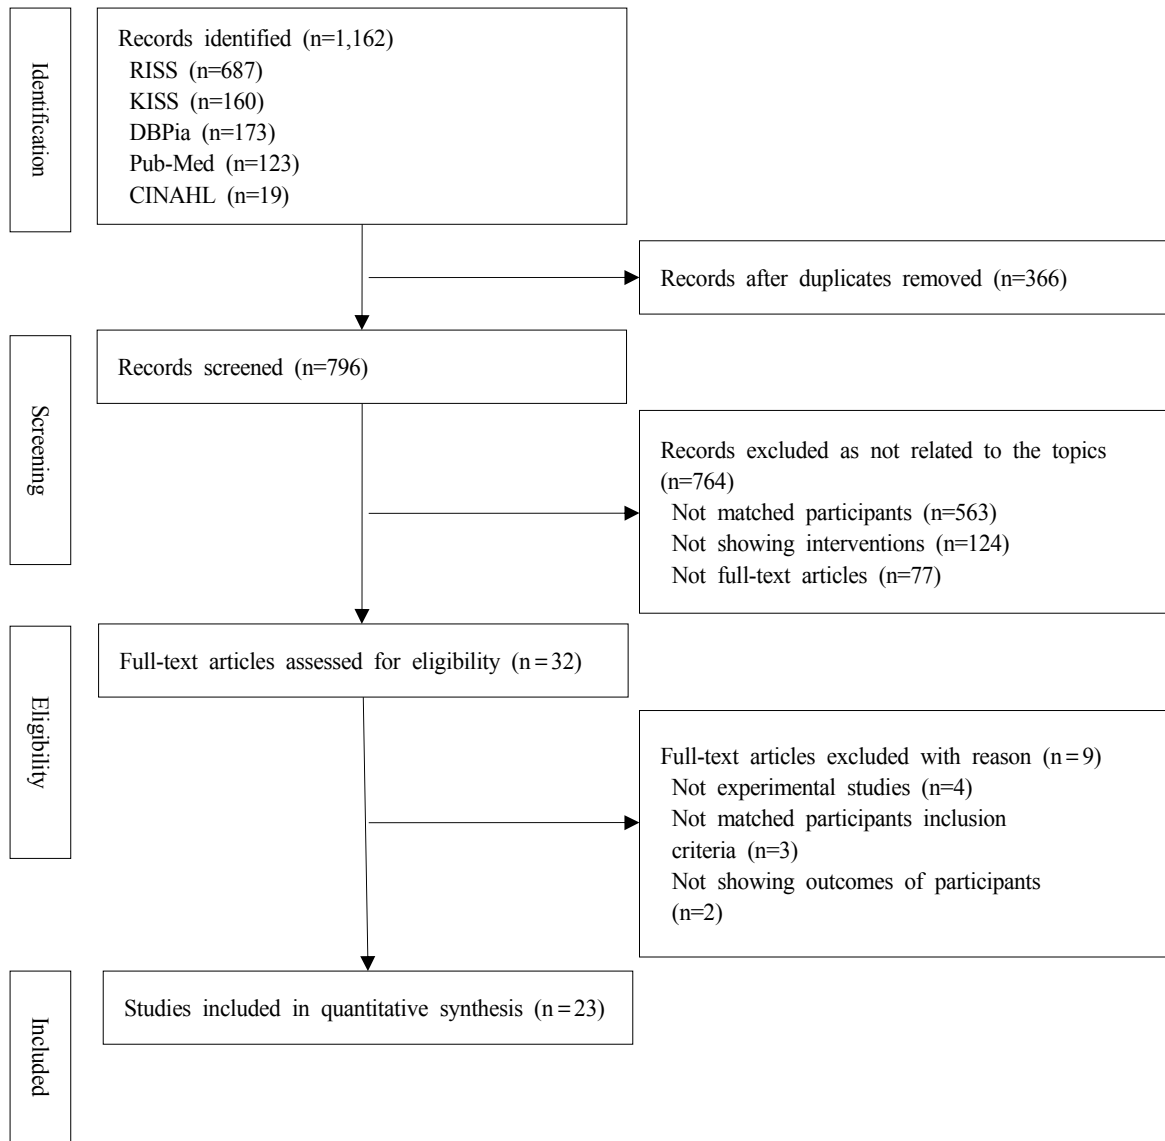 Identification
Records identified (n=1,162)
RISS (n=687)
KISS (n=160)
DBPia (n=173)
Pub-Med (n=123)
CINAHL (n=19)
Records after duplicates removed (n=366)
Screening
Records screened (n=796)
Records excluded as not related to the topics
(n=764)
Not matched participants (n=563)
Not showing interventions (n=124)
Not full-text articles (n=77)
Eligibility
Full-text articles assessed for eligibility (n=32)
Full-text articles excluded with reason (n=9)
Not experimental studies (n=4)
Not matched participants inclusion
criteria (n=3)
Not showing outcomes of participants
(n=2)
Included
Studies included in quantitative synthesis (n=23)